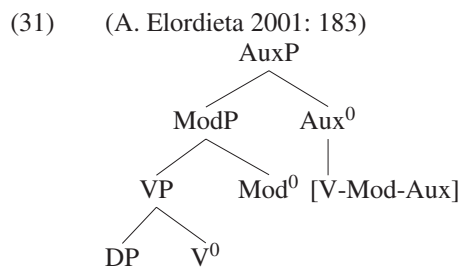 (31) (A. Elordieta 2001: 183)
AuxP
ModP Aux⁰
VP Mod⁰ [V-Mod-Aux]
DP V⁰